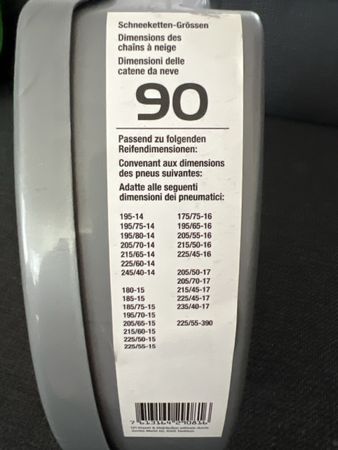 Schneeketten-Grössen
Dimensions des
chaîns à neige
Dimensioni delle
catene da neve
90
Passend zu folgenden
Reifendimensionen:
Convenant aux dimensions
des pneus suivantes:
Adatte alle seguenti
dimensioni dei pneumatici:
195-14
195/75-14
195/80-14
205/70-14
215/65-14
225/60-14
245/40-14
180-15
185-15
185/75-15
195/70-15
205/65-15
215/60-15
225/50-15
225/55-15
175/75-16
195/65-16
205/55-16
215/50-16
225/45-16
205/50-17
205/70-17
215/45-17
225/45-17
235/40-17
225/55-390
7 613164 290816